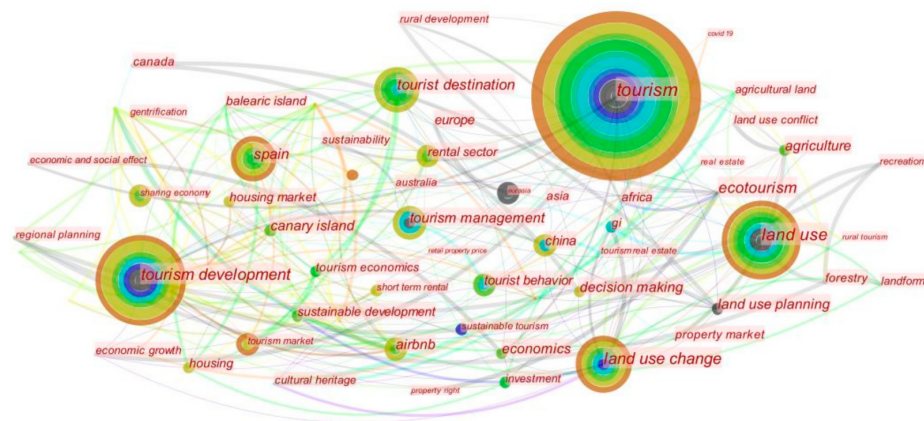 rural development
covid 19
canada
tourist destination
tourism
agricultural land
gentrification
balearic island
europe
land use conflict
sustainability
agriculture
economic and social effect
spain
rental sector
real estate
recreation
sharing economy
housing market
australia
eurasia
asia
africa
ecotourism
canary island
tourism management
gi
land use
regional planning
china
rural tourism
retail property price
tourism real estate
tourism development
tourism economics
tourist behavior
forestry
landform
short term rental
decision making
sustainable development
land use planning
sustainable tourism
property market
economic growth
tourism market
airbnb
economics
land use change
housing
cultural heritage
investment
property right